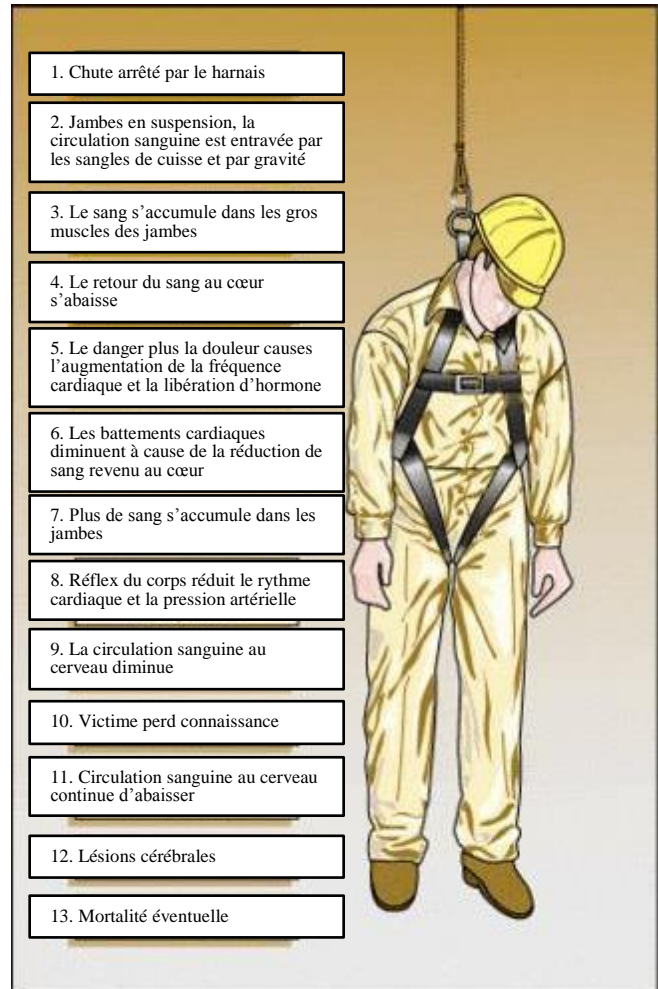 1. Chute arrêté par le harnais
2. Jambes en suspension, la
circulation sanguine est entravée par
les sangles de cuisse et par gravité
3. Le sang s’accumule dans les gros
muscles des jambes
4. Le retour du sang au cœur
s’abaisse
5. Le danger plus la douleur causes
l’augmentation de la fréquence
cardiaque et la libération d’hormone
6. Les battements cardiaques
diminuent à cause de la réduction de
sang revenu au cœur
7. Plus de sang s’accumule dans les
jambes
8. Réflex du corps réduit le rythme
cardiaque et la pression artérielle
9. La circulation sanguine au
cerveau diminue
10. Victime perd connaissance
11. Circulation sanguine au cerveau
continue d’abaisser
12. Lésions cérébrales
13. Mortalité éventuelle